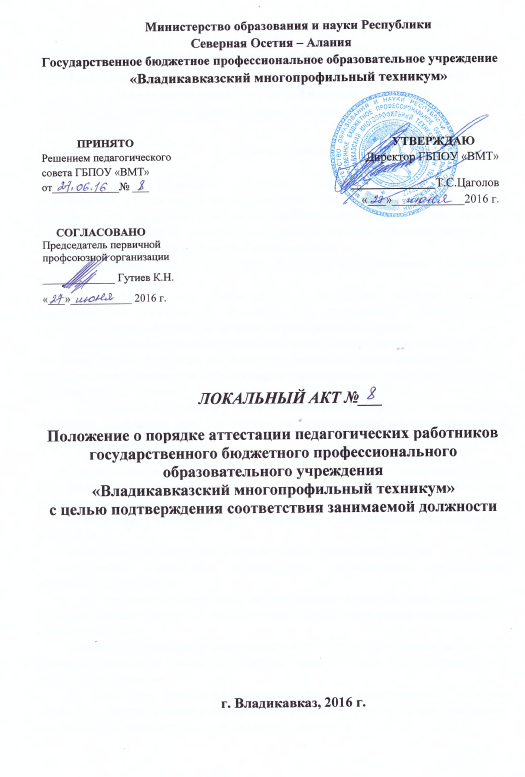 Министерство образования и науки Республики
Северная Осетия – Алания
Государственное бюджетное профессиональное образовательное учреждение
«Владикавказский многопрофильный техникум»
ПРИНЯТО
Решением педагогического
совета ГБПОУ «ВМТ»
от 27.06.16 № 8
УТВЕРЖДАЮ
Директор ГБПОУ «ВМТ»
Т.С.Цаголов
« » июня 2016 г.
СОГЛАСОВАНО
Председатель первичной
профсоюзной организации
Гутиев К.Н.
«27» июня 2016 г.
ЛОКАЛЬНЫЙ АКТ № 8
Положение о порядке аттестации педагогических работников
государственного бюджетного профессионального
образовательного учреждения
«Владикавказский многопрофильный техникум»
с целью подтверждения соответствия занимаемой должности
г. Владикавказ, 2016 г.